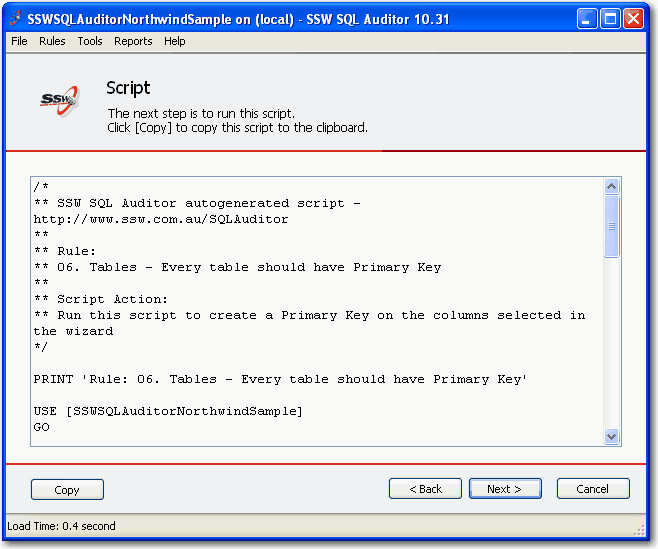 SSWSQLAuditorNorthwindSample on (local) - SSW SQL Auditor 10.31
File Rules Tools Reports Help
SSW
Script
The next step is to run this script.
Click [Copy] to copy this script to the clipboard.
/*
** SSW SQL Auditor autogenerated script -
http://www.ssw.com.au/SQLAuditor
**
** Rule:
** 06. Tables - Every table should have Primary Key
**
** Script Action:
** Run this script to create a Primary Key on the columns selected in
the wizard
*/
PRINT 'Rule: 06. Tables - Every table should have Primary Key'
USE [SSWSQLAuditorNorthwindSample]
GO
Copy < Back Next > Cancel
Load Time: 0.4 second